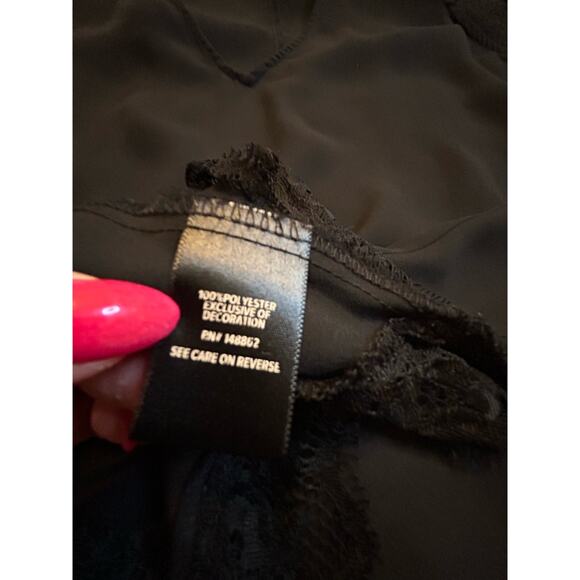 100%POLYESTER
EXCLUSIVE OF
DECORATION
RN# 148862
SEE CARE ON REVERSE